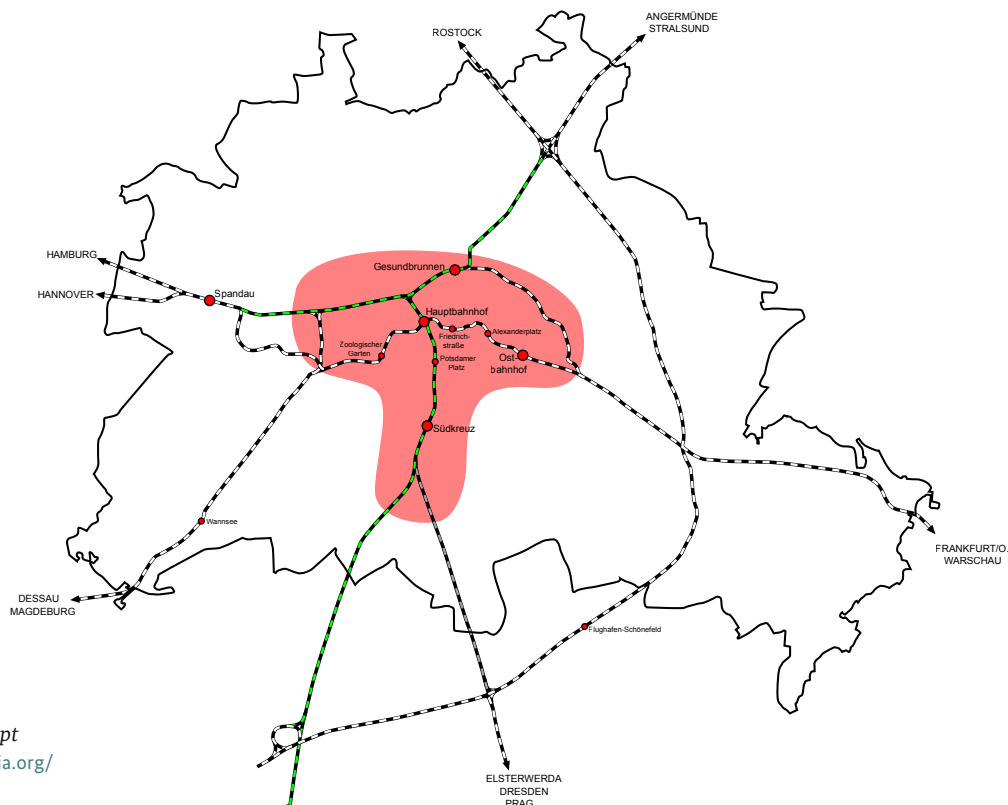 ANGERMÜNDE
STRALSUND
ROSTOCK
HAMBURG
HANNOVER
Spandau
Gesundbrunnen
Hauptbahnhof
Friedrich-
straße
Alexanderplatz
Zoologischer
Garten
Potsdamer
Platz
Ost-
bahnhof
Südkreuz
Wannsee
FRANKFURT/O.
WARSCHAU
DESSAU
MAGDEBURG
Flughafen-Schönefeld
pt
ia.org/
ELSTERWERDA
DRESDEN
PRAG